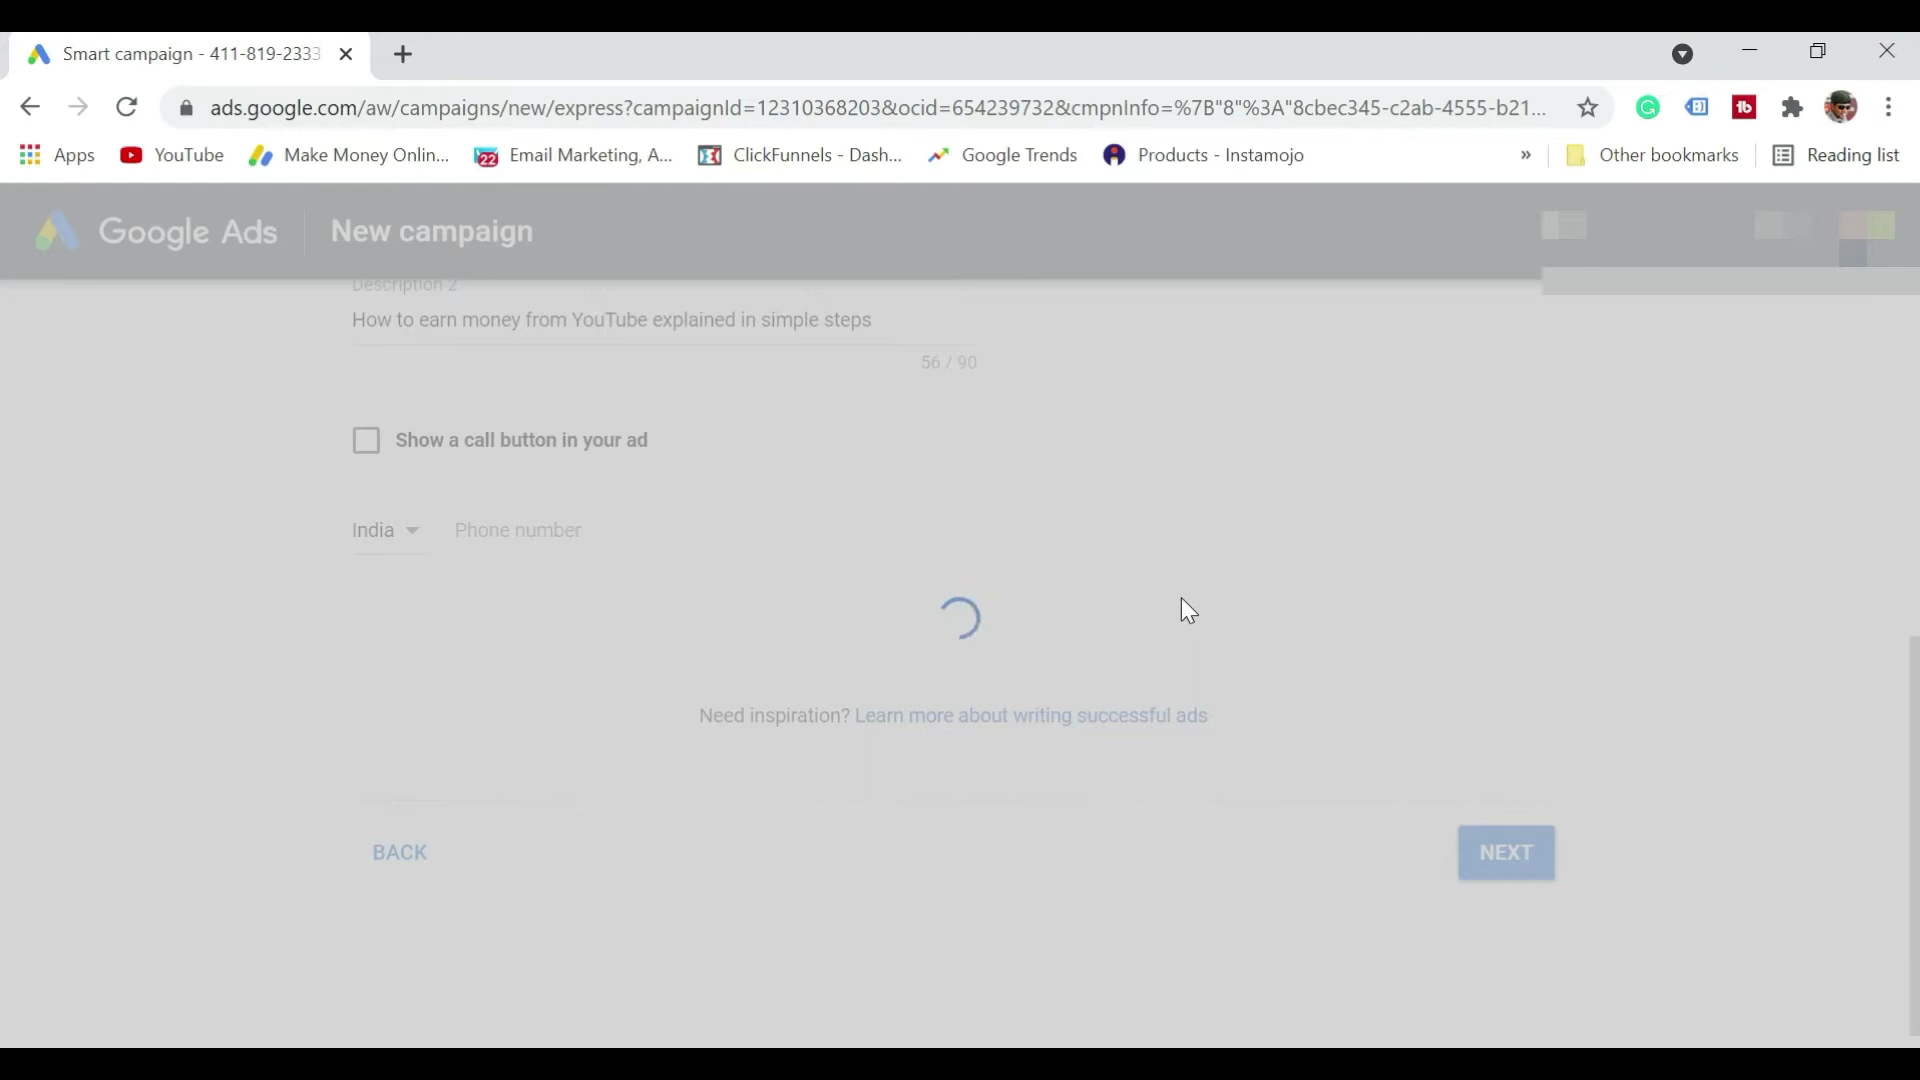 Smart campaign - 411-819-2333
ads.google.com/aw/campaigns/new/express?campaignId=12310368203&ocid=654239732&cmpnInfo=%7B"8"%3A"8cbec345-c2ab-4555-b21...
Apps YouTube Make Money Onlin... 22 Email Marketing, A... ClickFunnels - Dash... Google Trends Products - Instamojo » Other bookmarks Reading list
Google Ads New campaign
Description 2
How to earn money from YouTube explained in simple steps
56 / 90
Show a call button in your ad
India Phone number
Need inspiration? Learn more about writing successful ads
BACK NEXT